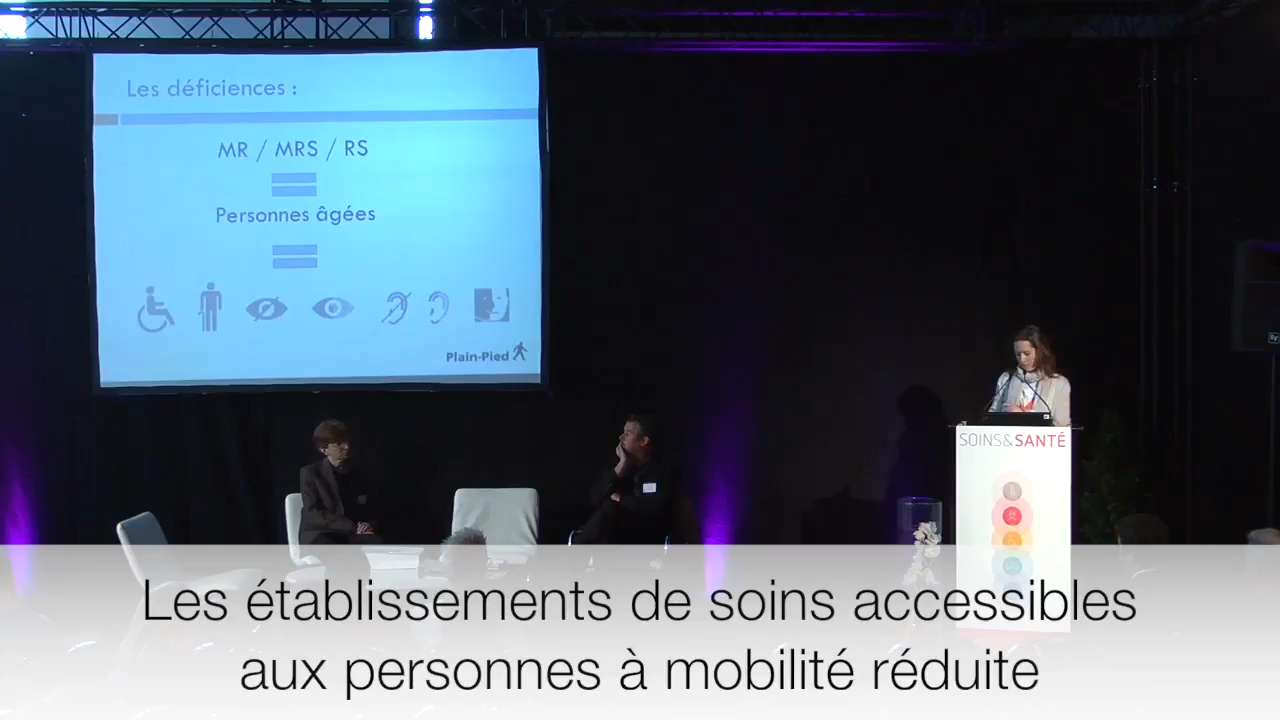 Les déficiences :
MR / MRS / RS
Personnes âgées
Plain-Pied
SOINS&SANTÉ
Les établissements de soins accessibles
aux personnes à mobilité réduite